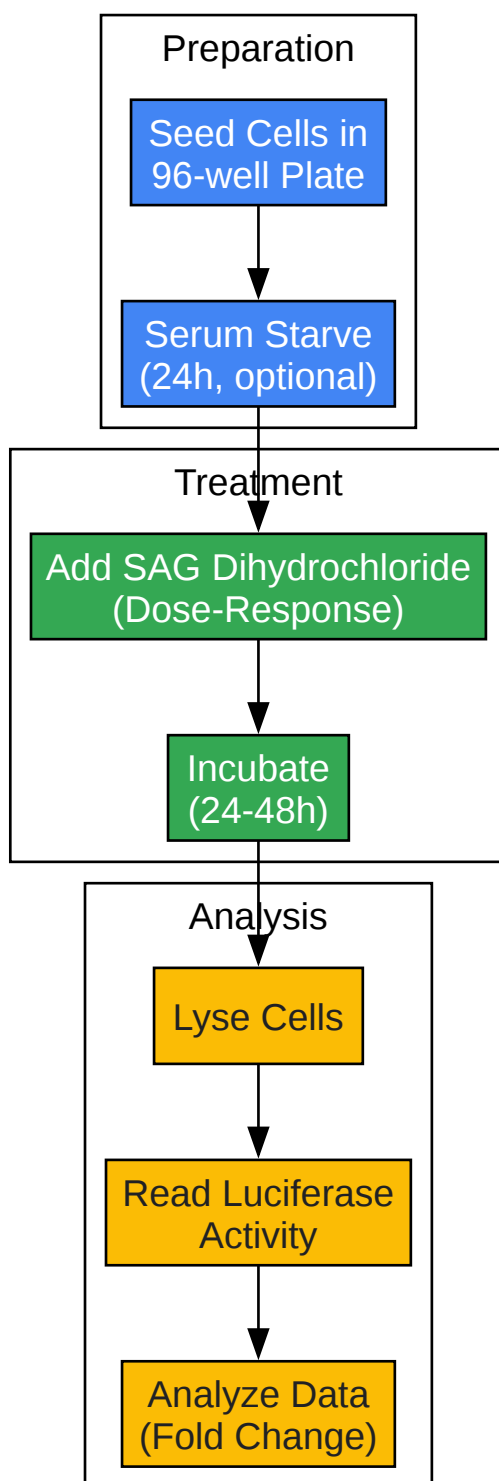 Preparation
Seed Cells in
96-well Plate
Serum Starve
(24h, optional)
Treatment
Add SAG Dihydrochloride
(Dose-Response)
Incubate
(24-48h)
Analysis
Lyse Cells
Read Luciferase
Activity
Analyze Data
(Fold Change)